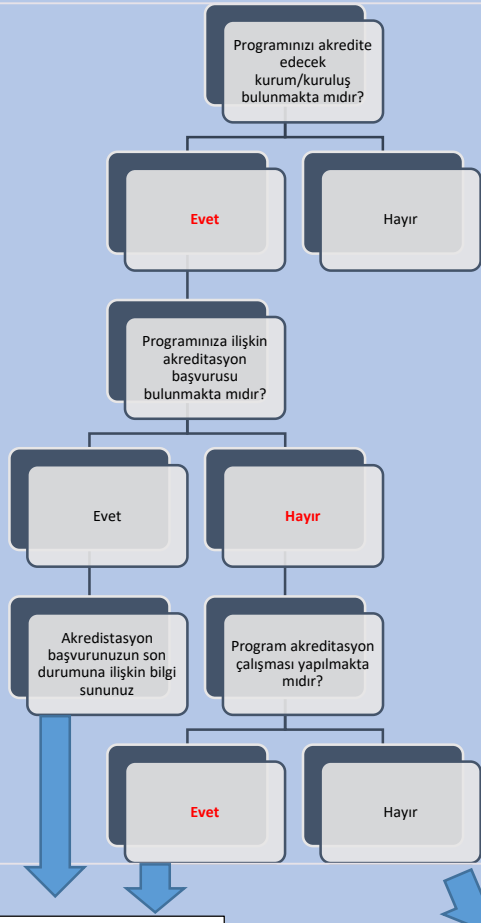 Programınızı akredite
edecek
kurum/kuruluş
bulunmakta mıdır?
Evet
Hayır
Programınıza ilişkin
akreditasyon
başvurusu
bulunmakta mıdır?
Evet
Hayır
Akredistasyon
başvurunuzun son
durumuna ilişkin bilgi
sununuz
Program akreditasyon
çalışması yapılmakta
mıdır?
Evet
Hayır